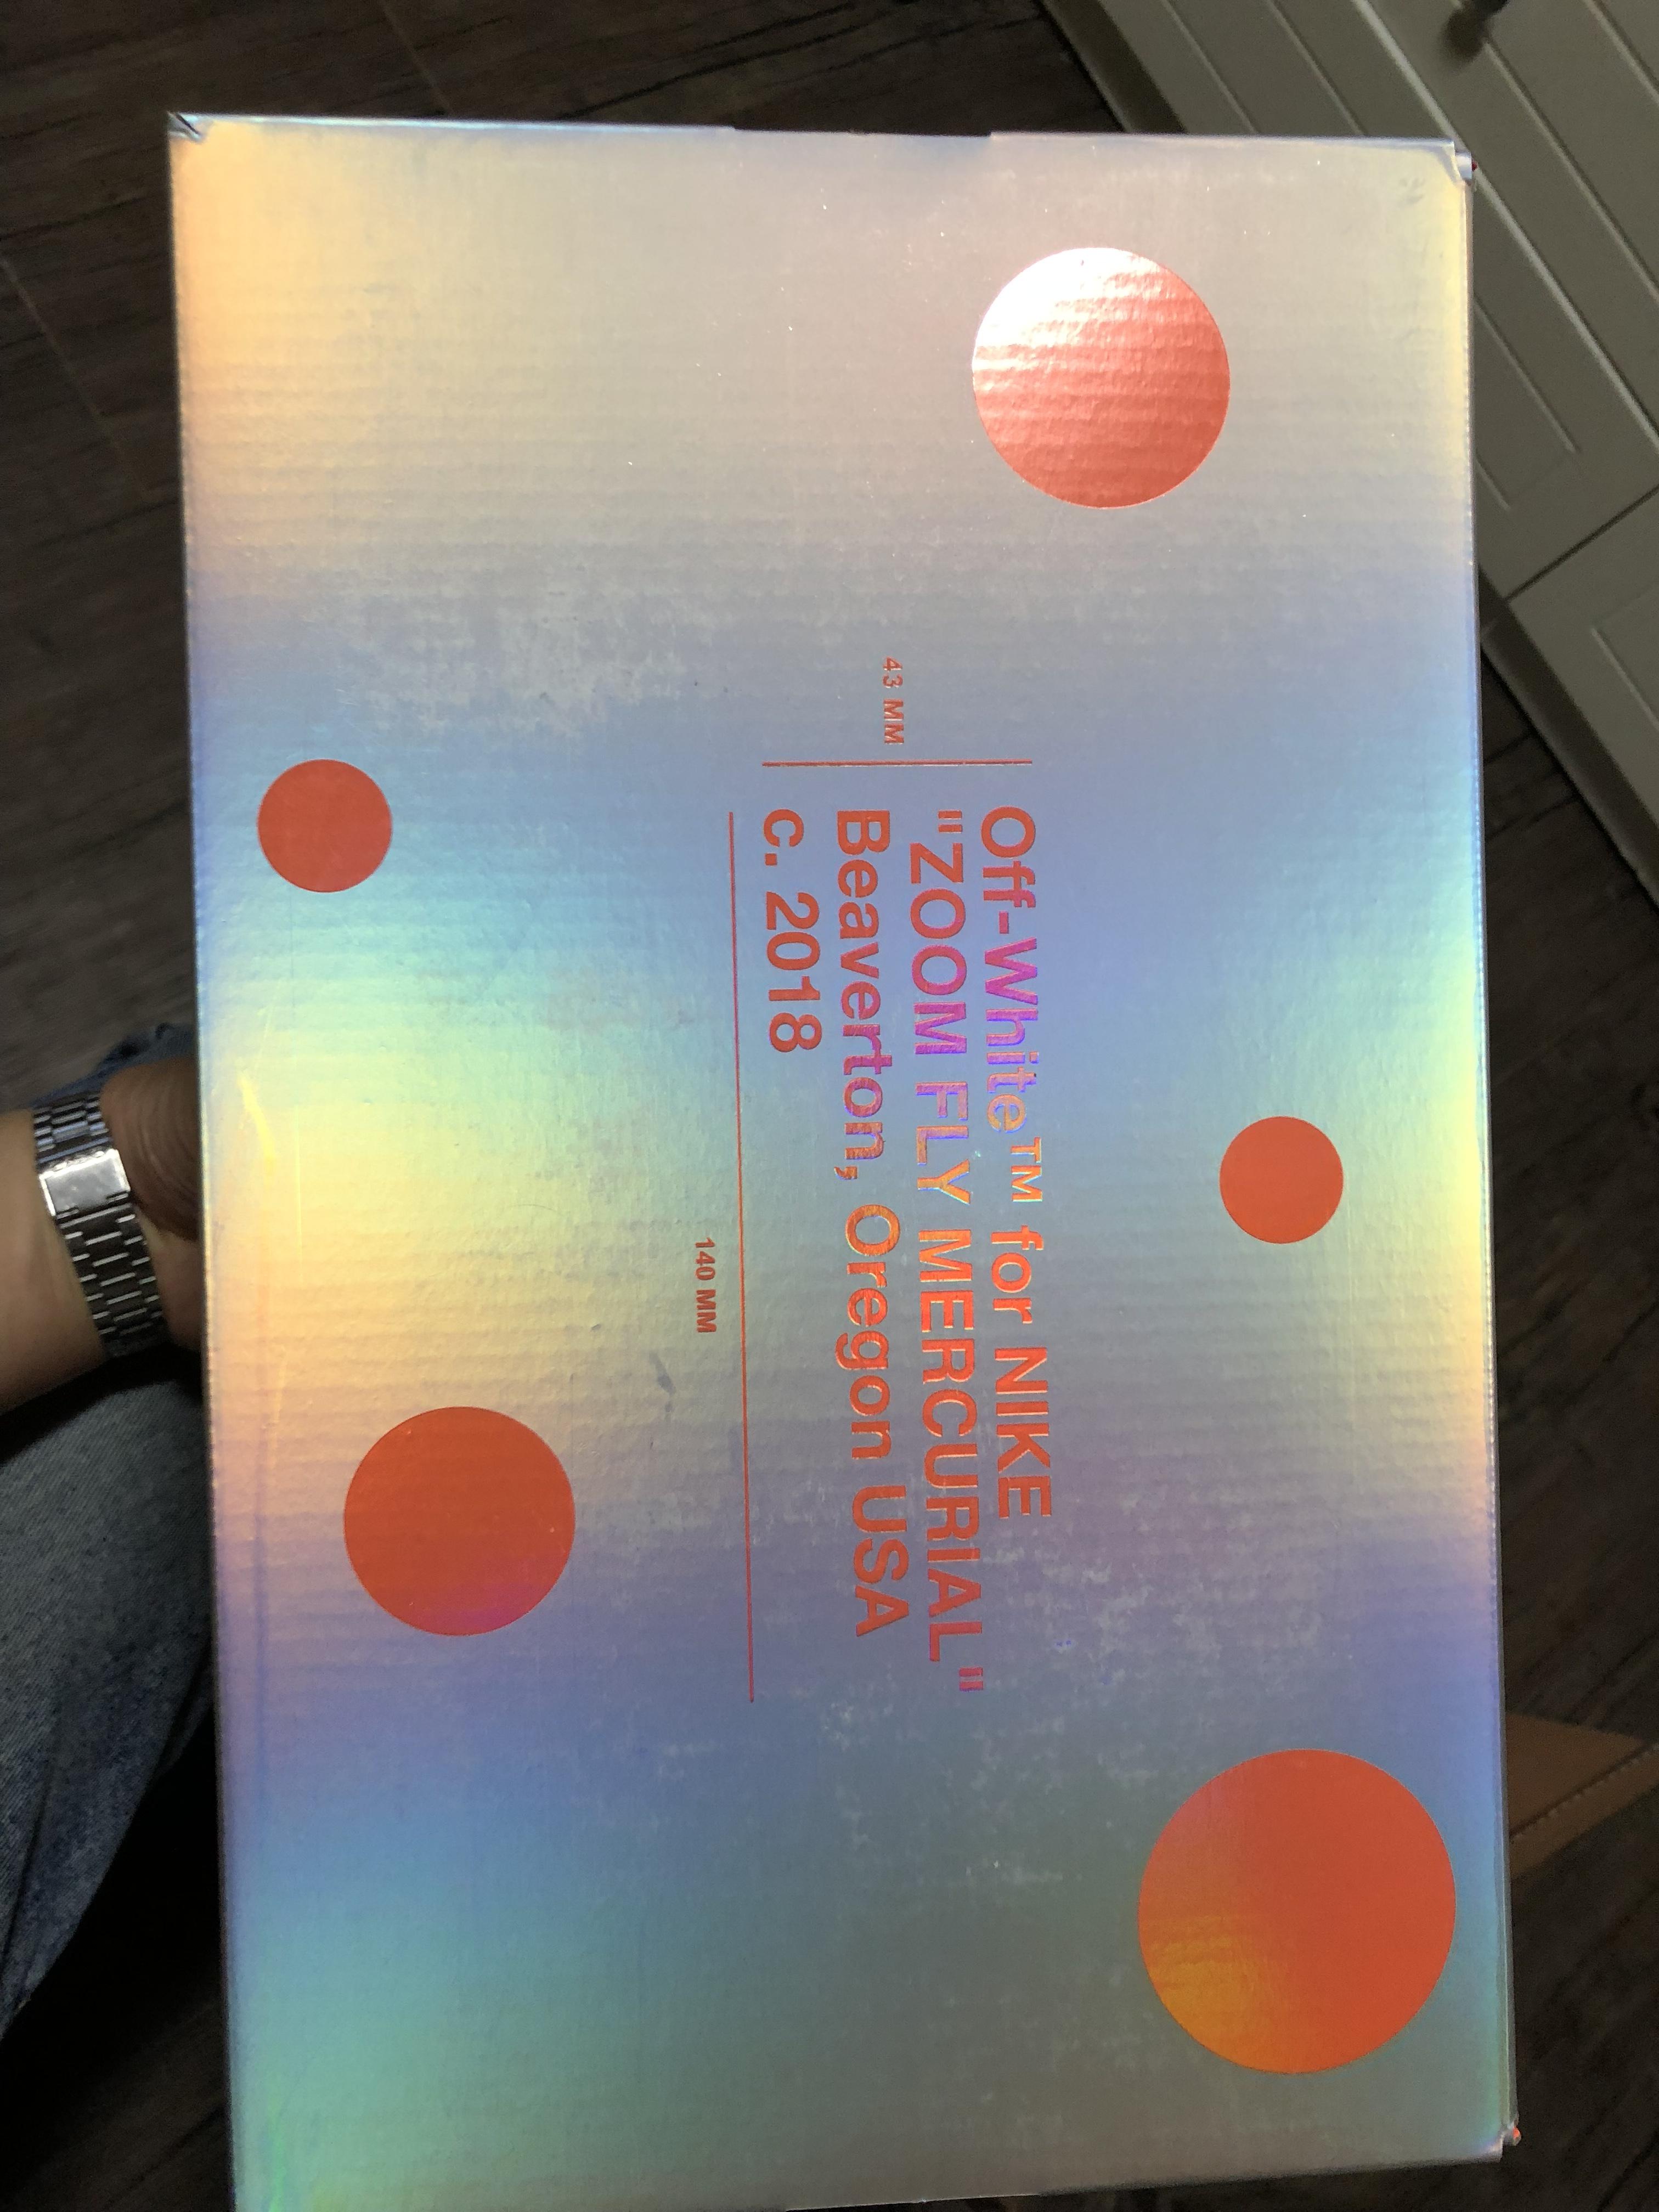 Off-White™ for NIKE
"ZOOM FLY MERCURIAL"
Beaverton, Oregon USA
c. 2018
43 MM
140 MM